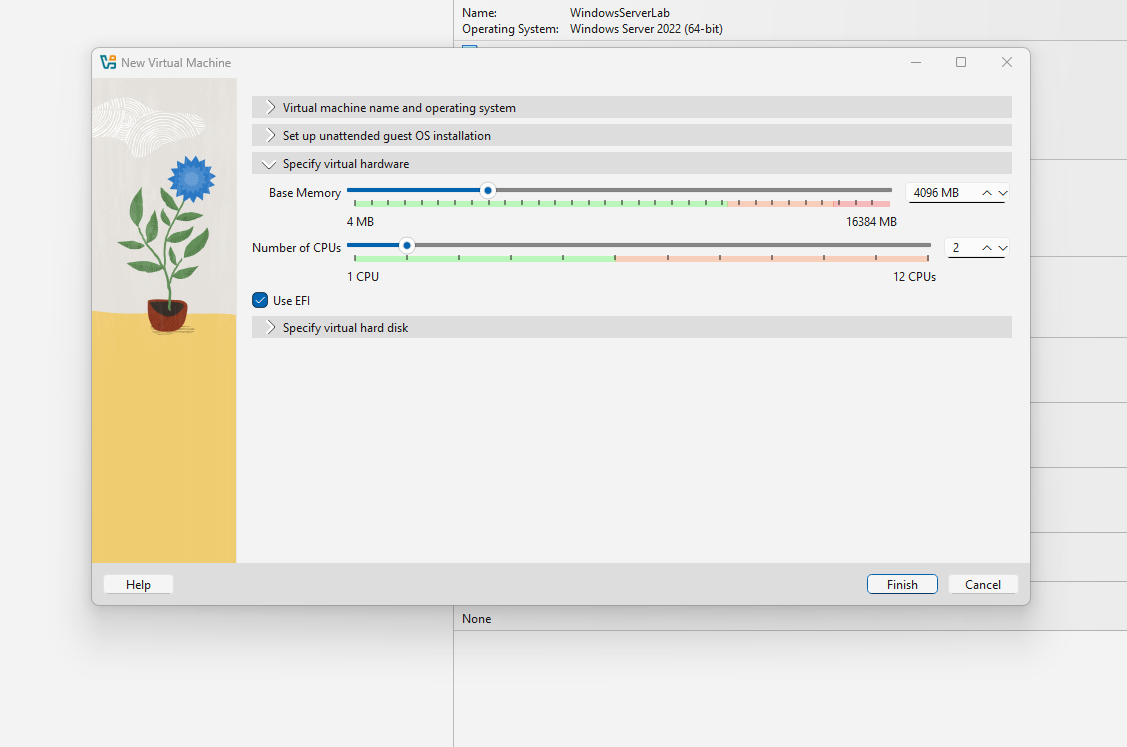 Name: WindowsServerLab
Operating System: Windows Server 2022 (64-bit)
New Virtual Machine
Virtual machine name and operating system
Set up unattended guest OS installation
Specify virtual hardware
Base Memory 4096 MB
4 MB 16384 MB
Number of CPUs 2
1 CPU 12 CPUs
Use EFI
Specify virtual hard disk
Help Finish Cancel
None